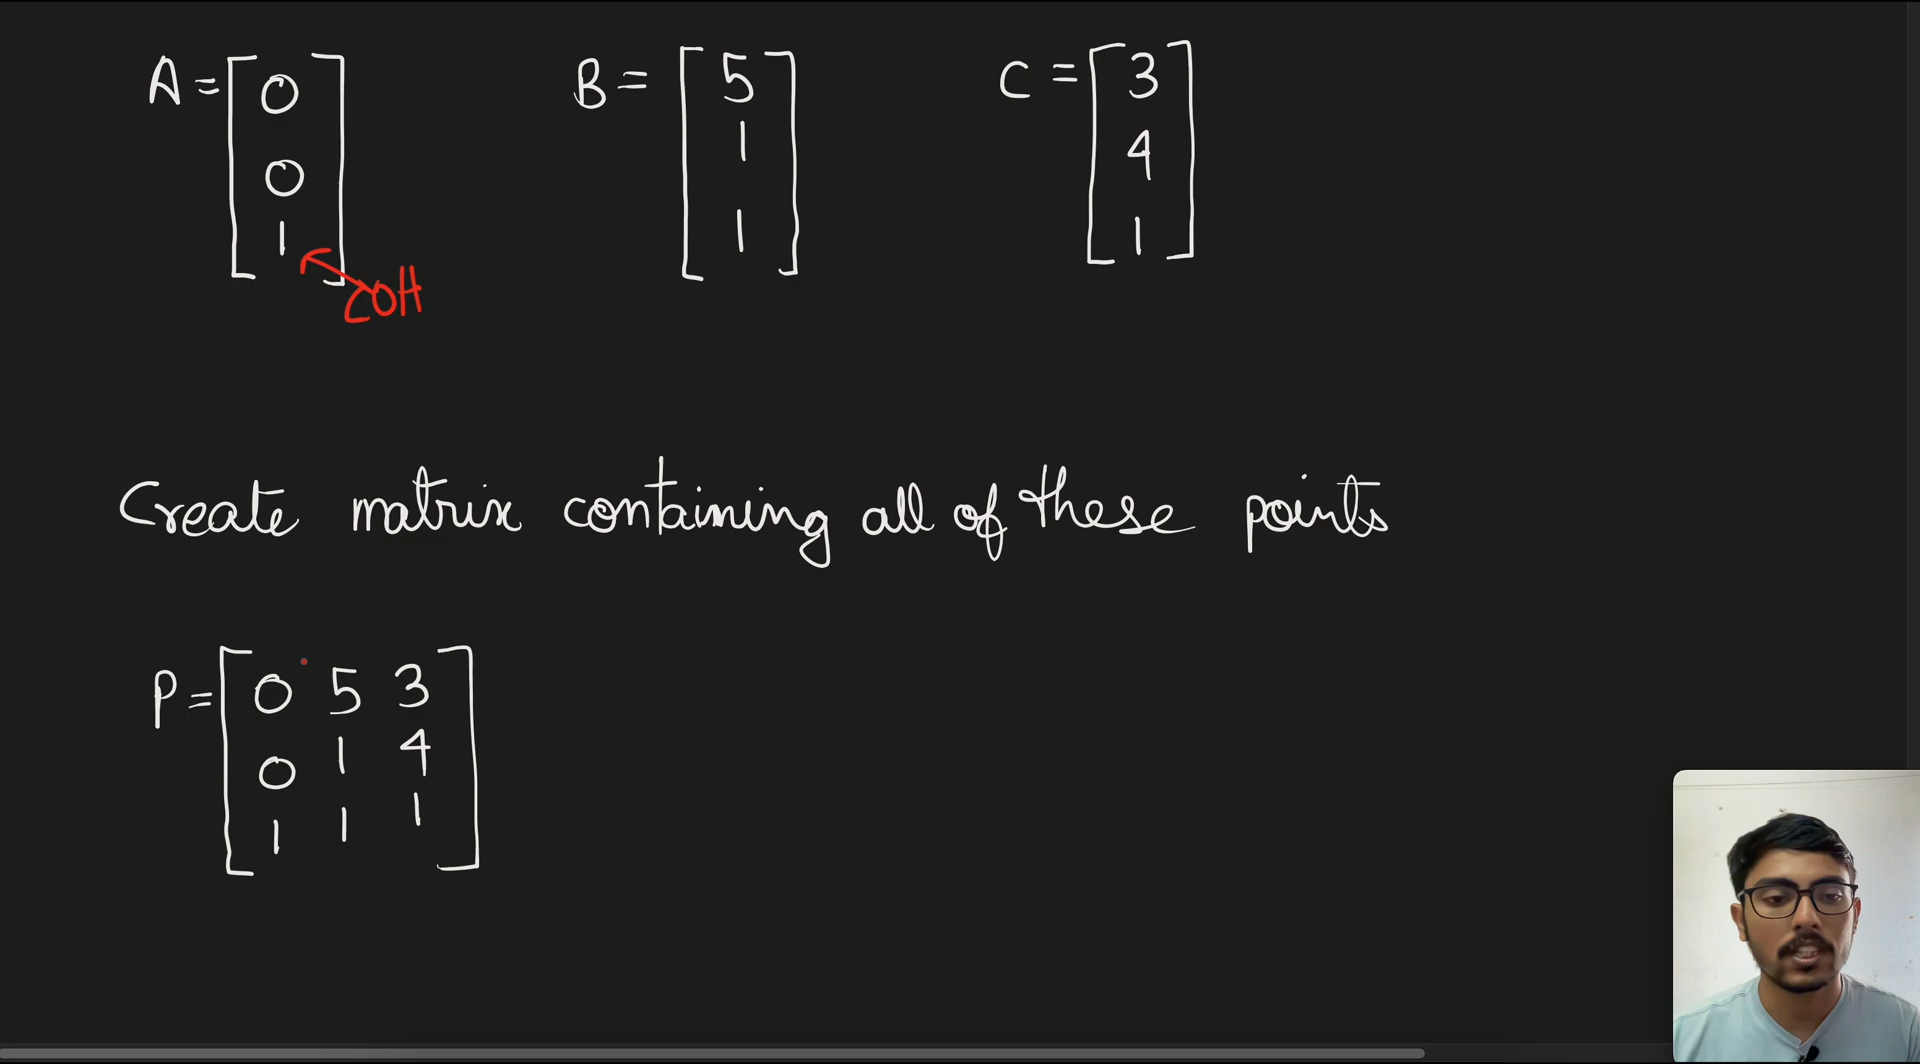 A = [ 0 ] B = [ 5 ] C = [ 3 ]
0 1 4
1 1 1
COH
Create matrix containing all of these points
P = [ 0 5 3 ]
0 1 4
1 1 1